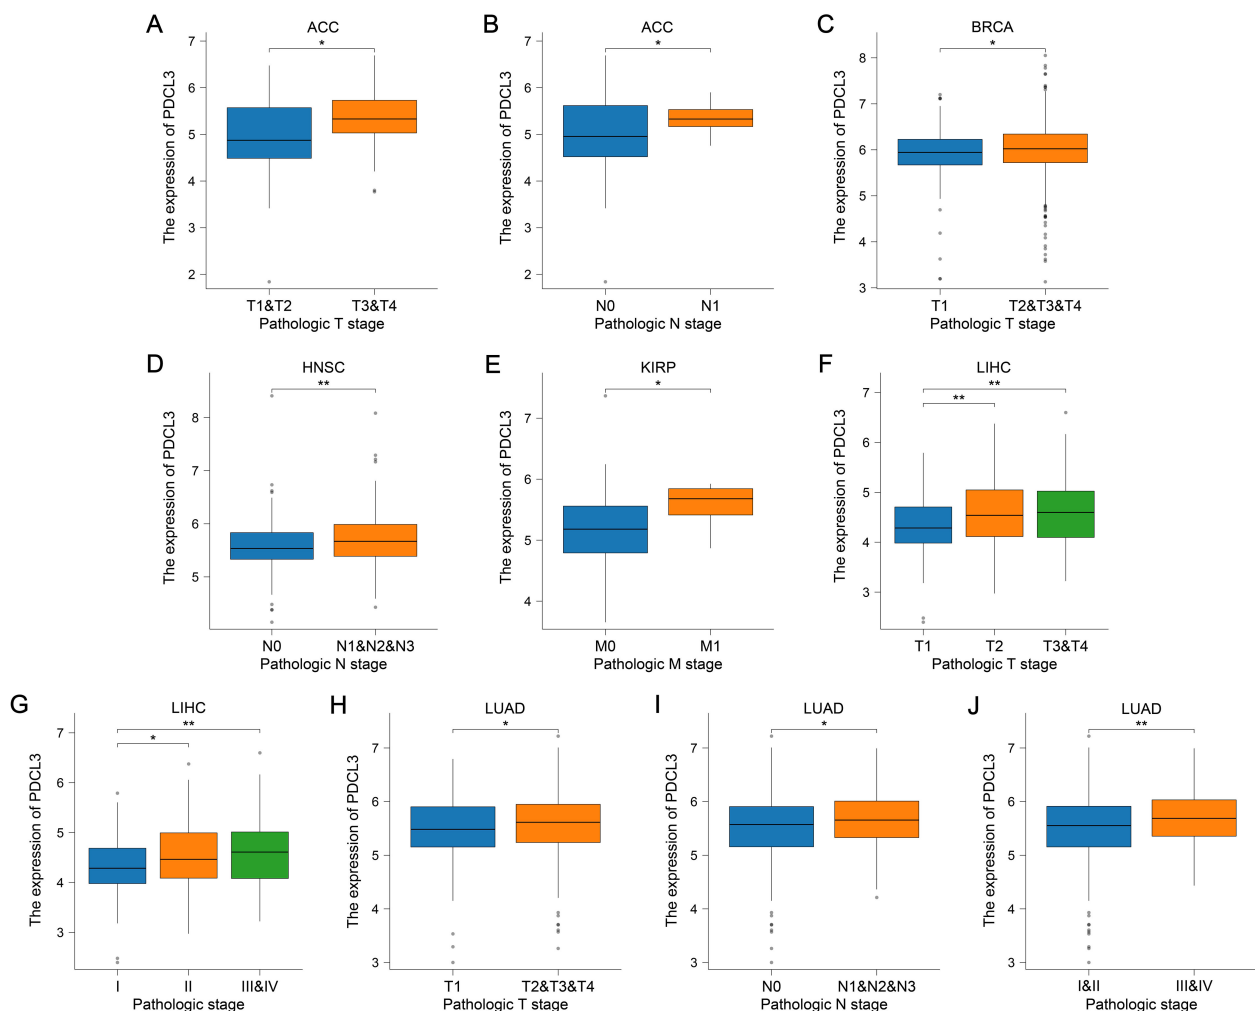 A
ACC
*
The expression of PDCL3
7
6
5
4
3
2
T1&T2
T3&T4
Pathologic T stage
B
ACC
*
The expression of PDCL3
7
6
5
4
3
2
N0
N1
Pathologic N stage
C
BRCA
*
The expression of PDCL3
8
7
6
5
4
3
T1
T2&T3&T4
Pathologic T stage
D
HNSC
**
The expression of PDCL3
8
7
6
5
N0
N1&N2&N3
Pathologic N stage
E
KIRP
*
The expression of PDCL3
7
6
5
4
M0
M1
Pathologic M stage
F
LIHC
**
**
The expression of PDCL3
7
6
5
4
3
T1
T2
T3&T4
Pathologic T stage
G
LIHC
**
*
The expression of PDCL3
7
6
5
4
3
I
II
III&IV
Pathologic stage
H
LUAD
*
The expression of PDCL3
7
6
5
4
3
T1
T2&T3&T4
Pathologic T stage
I
LUAD
*
The expression of PDCL3
7
6
5
4
3
N0
N1&N2&N3
Pathologic N stage
J
LUAD
**
The expression of PDCL3
7
6
5
4
3
I&II
III&IV
Pathologic stage